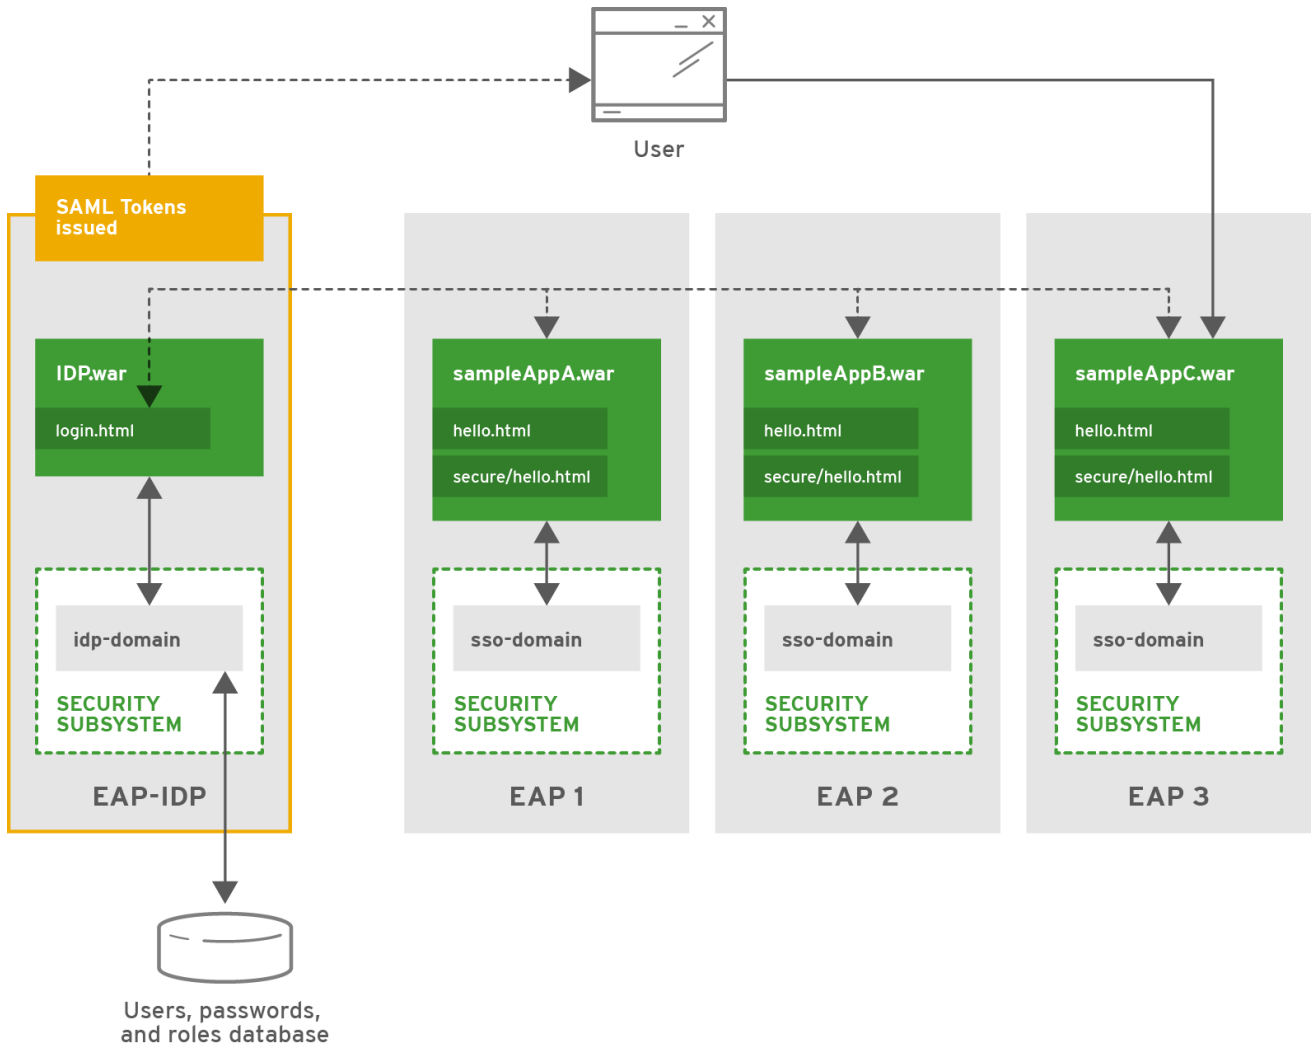 User
SAML Tokens
issued
IDP.war
login.html
idp-domain
SECURITY
SUBSYSTEM
EAP-IDP
sampleAppA.war
hello.html
secure/hello.html
sso-domain
SECURITY
SUBSYSTEM
EAP 1
sampleAppB.war
hello.html
secure/hello.html
sso-domain
SECURITY
SUBSYSTEM
EAP 2
sampleAppC.war
hello.html
secure/hello.html
sso-domain
SECURITY
SUBSYSTEM
EAP 3
Users, passwords,
and roles database